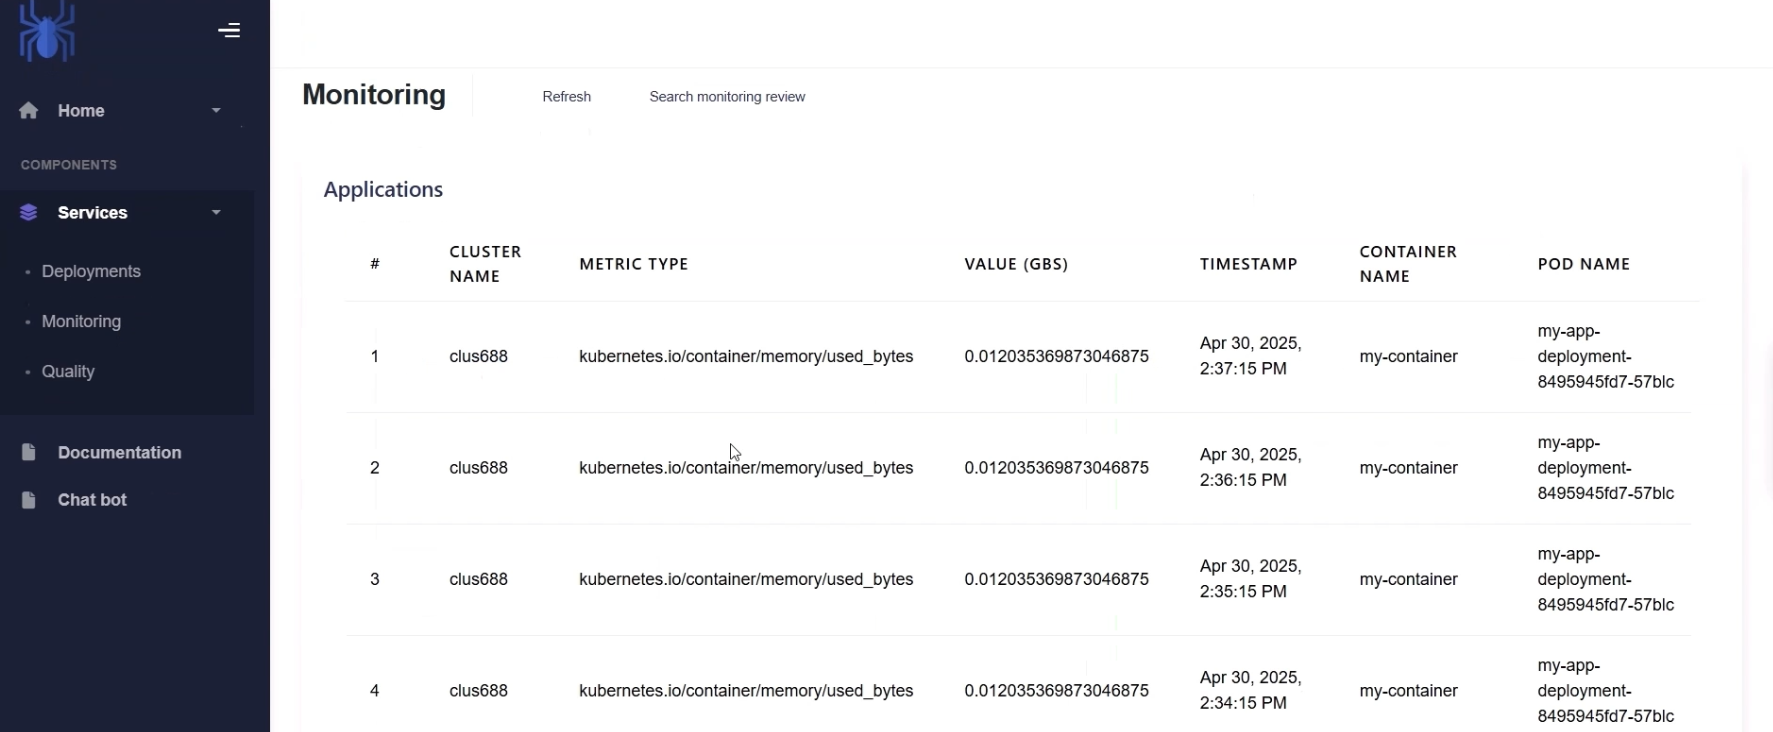 Home
COMPONENTS
Services
Deployments
Monitoring
Quality
Documentation
Chat bot
Monitoring
Refresh
Search monitoring review
Applications
#
CLUSTER
NAME
METRIC TYPE
VALUE (GBS)
TIMESTAMP
CONTAINER
NAME
POD NAME
1
clus688
kubernetes.io/container/memory/used_bytes
0.012035369873046875
Apr 30, 2025,
2:37:15 PM
my-container
my-app-
deployment-
8495945fd7-57blc
2
clus688
kubernetes.io/container/memory/used_bytes
0.012035369873046875
Apr 30, 2025,
2:36:15 PM
my-container
my-app-
deployment-
8495945fd7-57blc
3
clus688
kubernetes.io/container/memory/used_bytes
0.012035369873046875
Apr 30, 2025,
2:35:15 PM
my-container
my-app-
deployment-
8495945fd7-57blc
4
clus688
kubernetes.io/container/memory/used_bytes
0.012035369873046875
Apr 30, 2025,
2:34:15 PM
my-container
my-app-
deployment-
8495945fd7-57blc